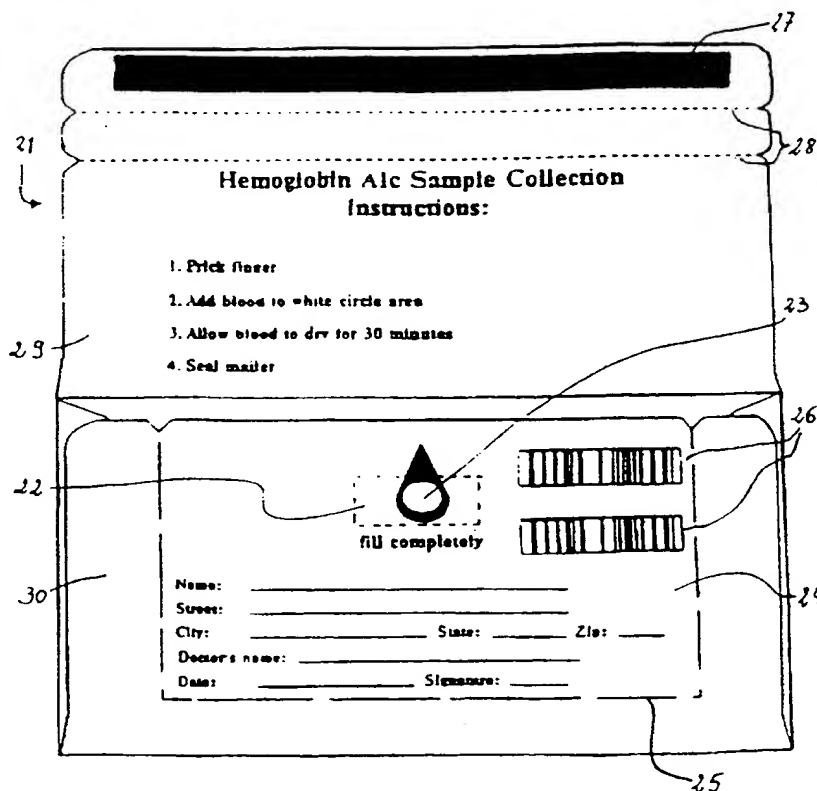 27
28
21
Hemoglobin A1c Sample Collection
Instructions:
1. Prick finger
2. Add blood to white circle area
23
3. Allow blood to dry for 30 minutes
29
4. Seal mailer
26
22
fill completely
30
Name:
24
Street:
City: State: Zip:
Doctor's name:
Date: Signature:
25